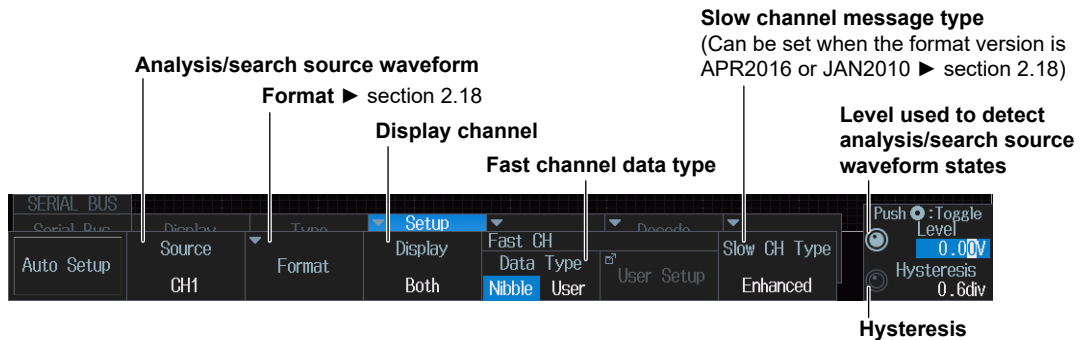 Slow channel message type
(Can be set when the format version is
APR2016 or JAN2010 ► section 2.18)
Analysis/search source waveform
Format ► section 2.18
Level used to detect
analysis/search source
waveform states
Display channel
Fast channel data type
SERIAL BUS
Serial Bus Display Type Setup Decode
Auto Setup
Source
CH1
Format
Display
Both
Fast CH
Data Type
Nibble User
User Setup
Slow CH Type
Enhanced
Push :Toggle
Level
0.00V
Hysteresis
0.6div
Hysteresis